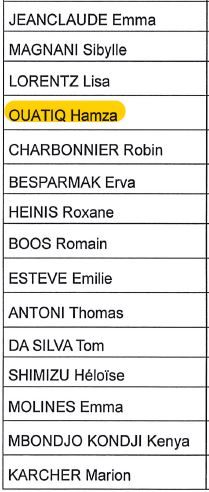 JEANCLAUDE Emma
MAGNANI Sibylle
LORENTZ Lisa
OUATIQ Hamza
CHARBONNIER Robin
BESPARMAK Erva
HEINIS Roxane
BOOS Romain
ESTEVE Emilie
ANTONI Thomas
DA SILVA Tom
SHIMIZU Héloïse
MOLINES Emma
MBONDJO KONDJI Kenya
KARCHER Marion